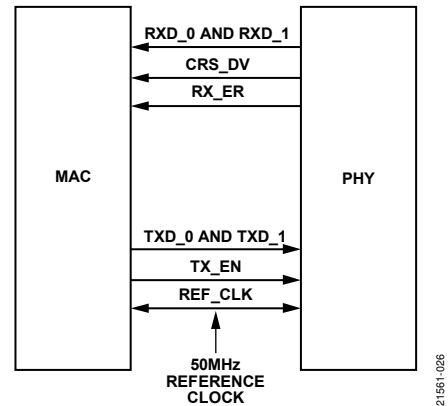 RXD_0 AND RXD_1
CRS_DV
RX_ER
MAC
PHY
TXD_0 AND TXD_1
TX_EN
REF_CLK
50MHz
REFERENCE
CLOCK
21561-026